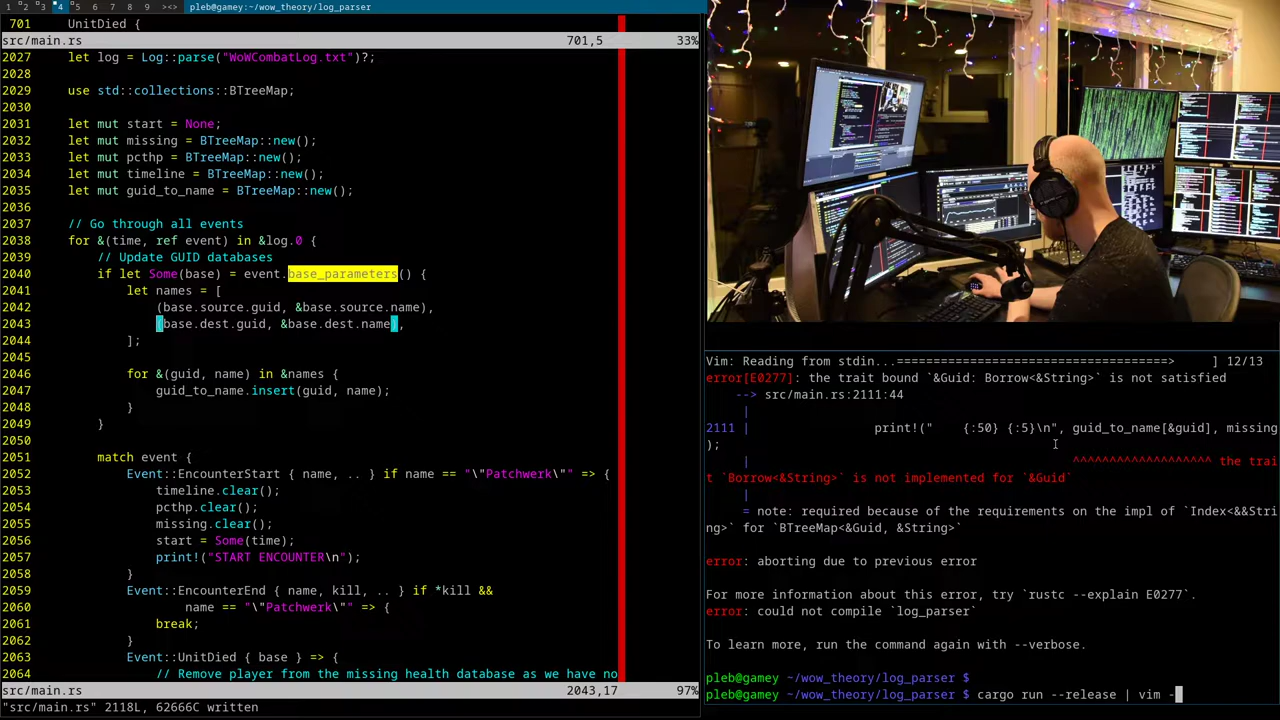 1 2 3 4 5 6 7 8 9 ><> pleb@gamey:~/wow_theory/log_parser
701 UnitDied {
src/main.rs 701,5 33%
2027 let log = Log::parse("WoWCombatLog.txt")?;
2028
2029 use std::collections::BTreeMap;
2030
2031 let mut start = None;
2032 let mut missing = BTreeMap::new();
2033 let mut pcthp = BTreeMap::new();
2034 let mut timeline = BTreeMap::new();
2035 let mut guid_to_name = BTreeMap::new();
2036
2037 // Go through all events
2038 for &(time, ref event) in &log.0 {
2039 // Update GUID databases
2040 if let Some(base) = event.base_parameters() {
2041 let names = [
2042 (base.source.guid, &base.source.name),
2043 (base.dest.guid, &base.dest.name),
2044 ];
2045
2046 for &(guid, name) in &names {
2047 guid_to_name.insert(guid, name);
2048 }
2049 }
2050
2051 match event {
2052 Event::EncounterStart { name, .. } if name == "\"Patchwerk\"" => {
2053 timeline.clear();
2054 pcthp.clear();
2055 missing.clear();
2056 start = Some(time);
2057 print!("START ENCOUNTER\n");
2058 }
2059 Event::EncounterEnd { name, kill, .. } if *kill &&
2060 name == "\"Patchwerk\"" => {
2061 break;
2062 }
2063 Event::UnitDied { base } => {
2064 // Remove player from the missing health database as we have no
src/main.rs 2043,17 97%
"src/main.rs" 2118L, 62666C written
Vim: Reading from stdin...=====================================> ] 12/13
error[E0277]: the trait bound `&Guid: Borrow<&String>` is not satisfied
--> src/main.rs:2111:44
|
2111 | print!(" {:50} {:5}\n", guid_to_name[&guid], missing
);
| ^^^^^^^^^^^^^^^^^^^ the trai
t `Borrow<&String>` is not implemented for `&Guid`
|
= note: required because of the requirements on the impl of `Index<&&Stri
ng>` for `BTreeMap<&Guid, &String>`
error: aborting due to previous error
For more information about this error, try `rustc --explain E0277`.
error: could not compile `log_parser`
To learn more, run the command again with --verbose.
pleb@gamey ~/wow_theory/log_parser $
pleb@gamey ~/wow_theory/log_parser $ cargo run --release | vim -